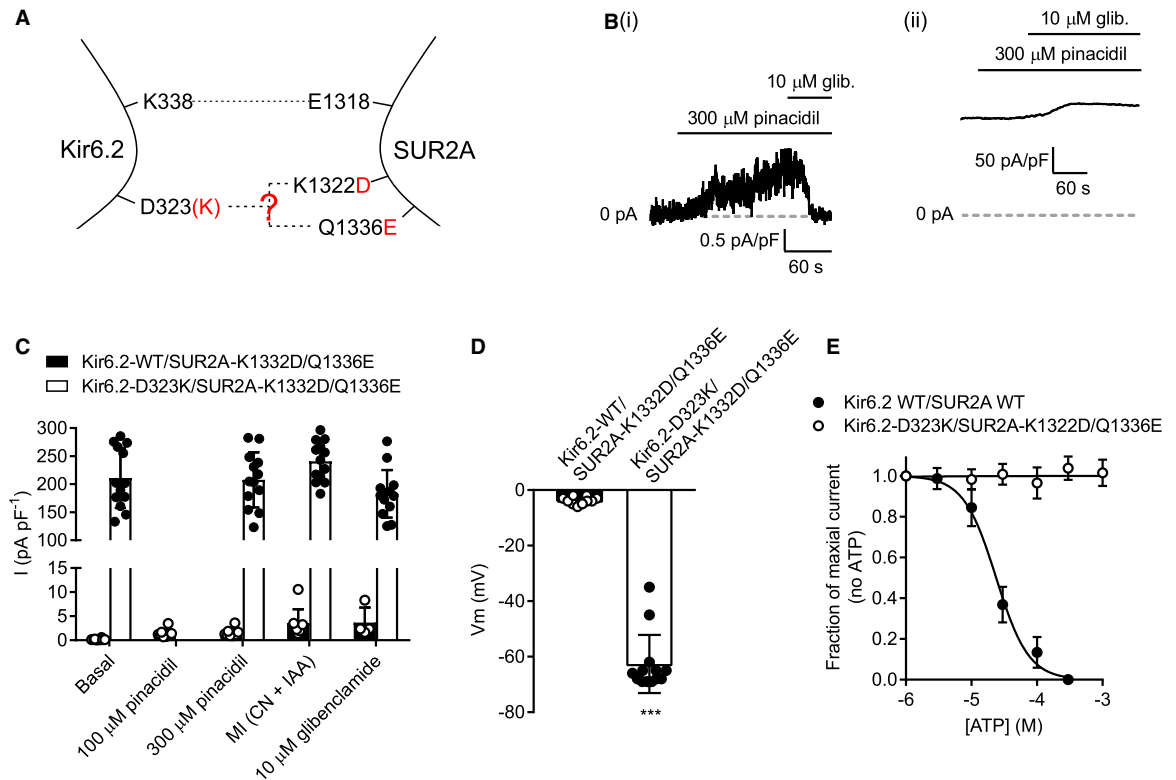 A
K338
E1318
Kir6.2
SUR2A
K1322D
D323(K)
?
Q1336E
B(i)
10 μM glib.
300 μM pinacidil
0 pA
0.5 pA/pF
60 s
(ii)
10 μM glib.
300 μM pinacidil
50 pA/pF
60 s
0 pA
C
Kir6.2-WT/SUR2A-K1332D/Q1336E
Kir6.2-D323K/SUR2A-K1332D/Q1336E
I (pA pF⁻¹)
300
250
200
150
100
15
10
5
0
Basal
100 μM pinacidil
300 μM pinacidil
MI (CN + IAA)
10 μM glibenclamide
D
Kir6.2-WT/
SUR2A-K1332D/Q1336E
Kir6.2-D323K/
SUR2A-K1332D/Q1336E
Vm (mV)
0
-20
-40
-60
-80
***
E
Kir6.2 WT/SUR2A WT
Kir6.2-D323K/SUR2A-K1322D/Q1336E
Fraction of maxial current
(no ATP)
1.0
0.8
0.6
0.4
0.2
0.0
-6
-5
-4
-3
[ATP] (M)